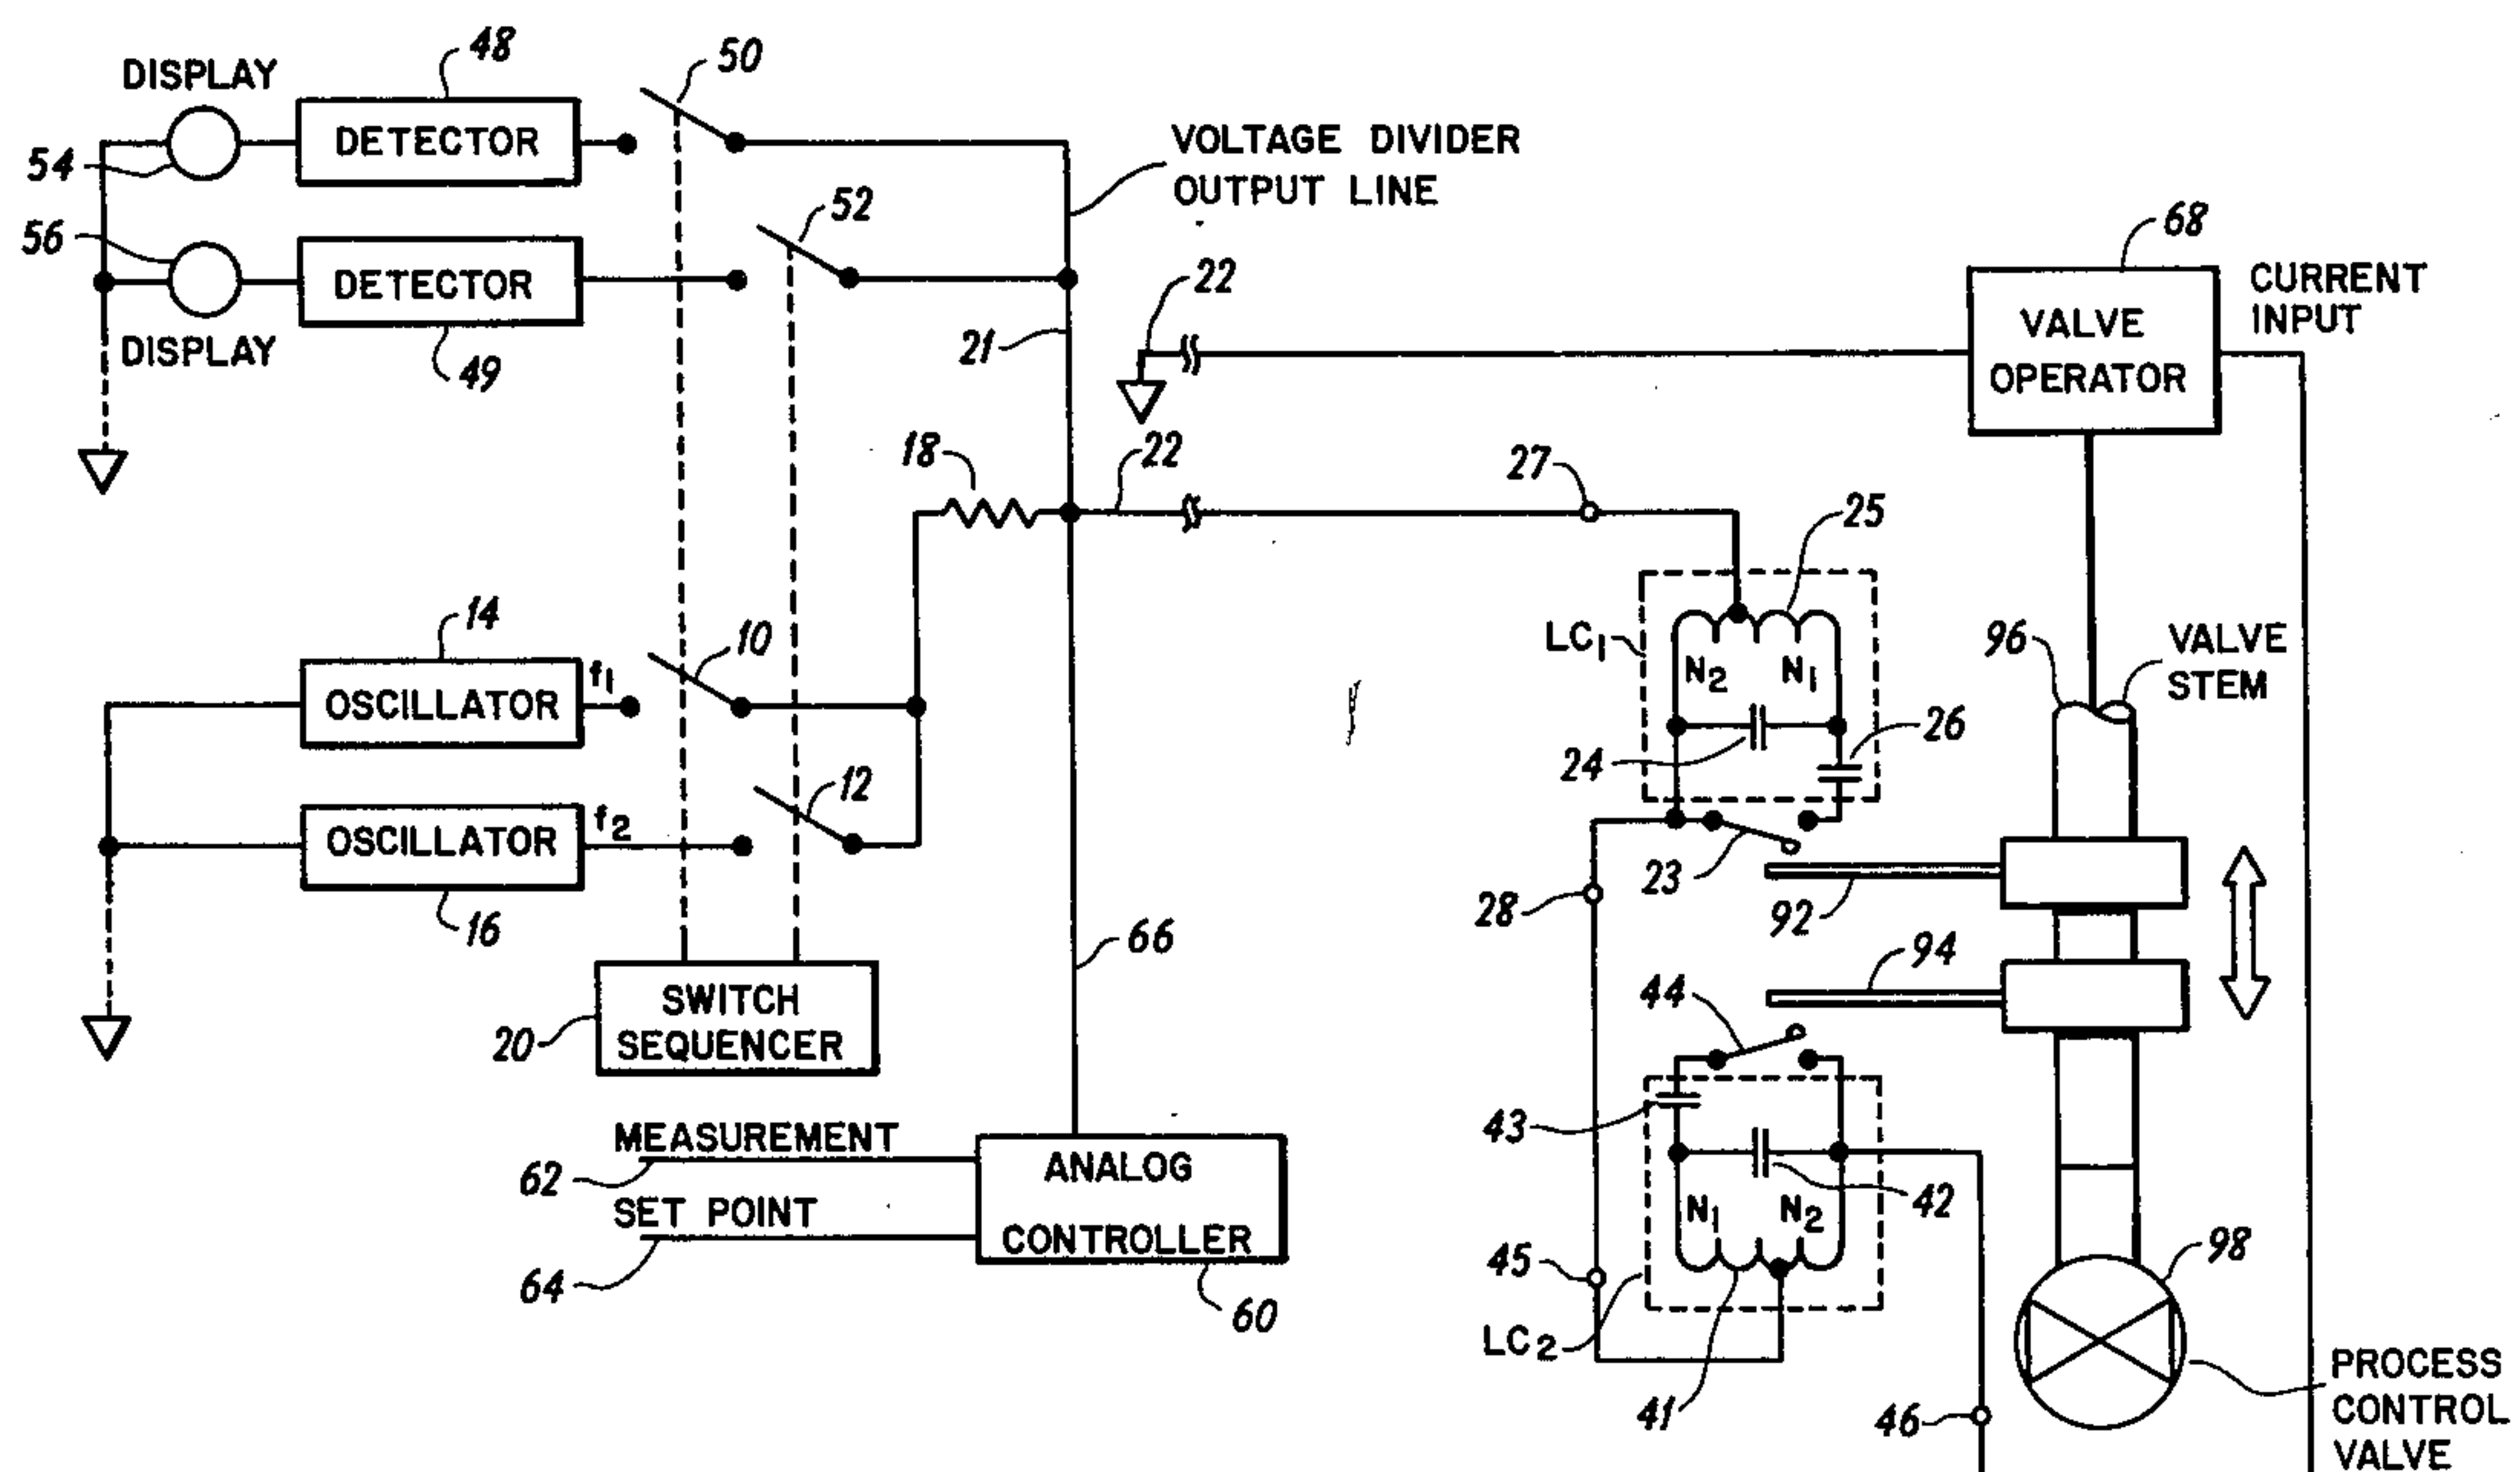 DISPLAY
48
50
DETECTOR
54
VOLTAGE DIVIDER
OUTPUT LINE
52
56
DETECTOR
DISPLAY
49
21
22
68
VALVE
OPERATOR
CURRENT
INPUT
18
22
27
25
LC1
N2 N1
24
26
96
VALVE
STEM
14
OSCILLATOR
f1
10
12
OSCILLATOR
f2
16
23
28
92
94
66
SWITCH
SEQUENCER
20
44
43
42
N1 N2
MEASUREMENT
62
SET POINT
64
ANALOG
CONTROLLER
60
45
LC2
41
46
98
PROCESS
CONTROL
VALVE